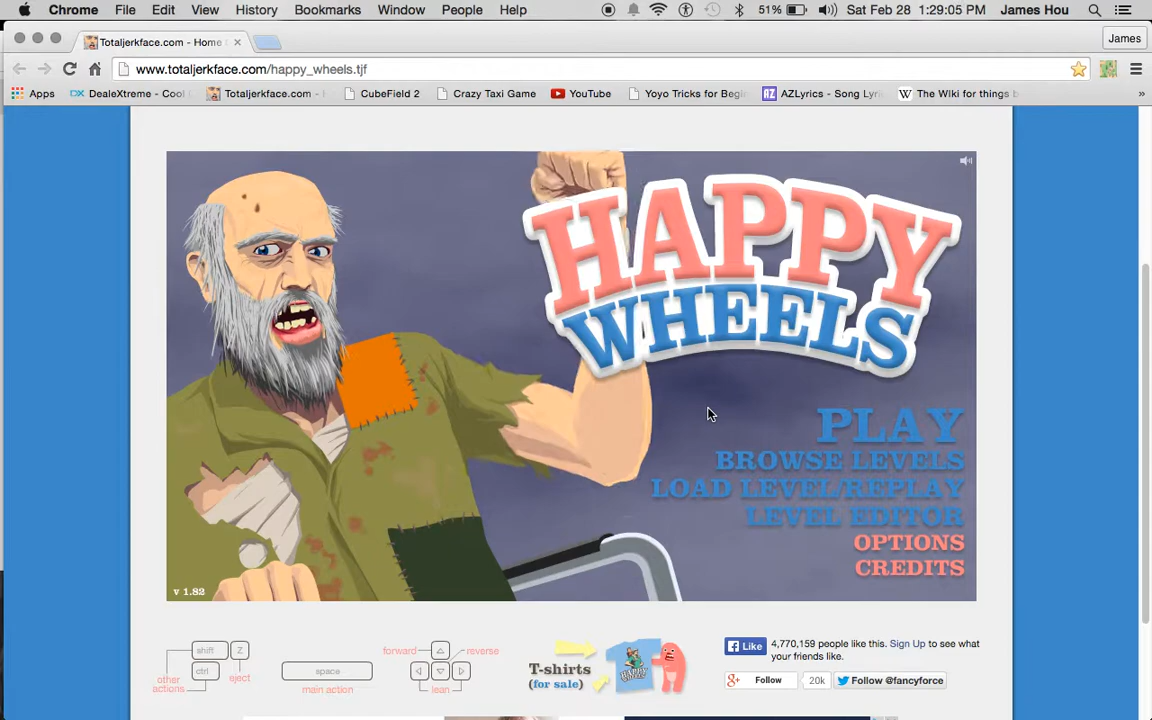 Chrome File Edit View History Bookmarks Window People Help 51% Sat Feb 28 1:29:05 PM James Hou
Totaljerkface.com - Home James
www.totaljerkface.com/happy_wheels.tjf
Apps DX DealeXtreme - Cool Totaljerkface.com - CubeField 2 Crazy Taxi Game YouTube Yoyo Tricks for Beg AZ AZLyrics - Song Lyri W The Wiki for things b »
HAPPY
WHEELS
PLAY
BROWSE LEVELS
LOAD LEVEL/REPLAY
LEVEL EDITOR
OPTIONS
CREDITS
v 1.82
shift Z
ctrl eject
other
actions
space
main action
forward reverse
lean
T-shirts
(for sale)
HAPPY
Like 4,770,159 people like this. Sign Up to see what
your friends like.
g+ Follow 20k Follow @fancyforce